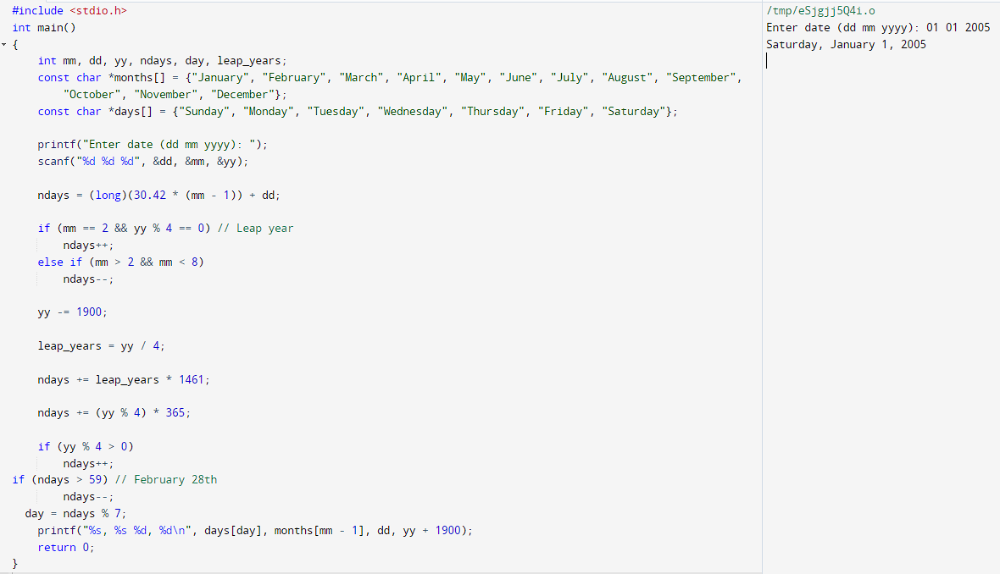 #include <stdio.h>
int main()
{
    int mm, dd, yy, ndays, day, leap_years;
    const char *months[] = {"January", "February", "March", "April", "May", "June", "July", "August", "September",
        "October", "November", "December"};
    const char *days[] = {"Sunday", "Monday", "Tuesday", "Wednesday", "Thursday", "Friday", "Saturday"};

    printf("Enter date (dd mm yyyy): ");
    scanf("%d %d %d", &dd, &mm, &yy);

    ndays = (long)(30.42 * (mm - 1)) + dd;

    if (mm == 2 && yy % 4 == 0) // Leap year
        ndays++;
    else if (mm > 2 && mm < 8)
        ndays--;

    yy -= 1900;

    leap_years = yy / 4;

    ndays += leap_years * 1461;

    ndays += (yy % 4) * 365;

    if (yy % 4 > 0)
        ndays++;
if (ndays > 59) // February 28th
        ndays--;
  day = ndays % 7;
    printf("%s, %s %d, %d\n", days[day], months[mm - 1], dd, yy + 1900);
    return 0;
}
/tmp/eSjgjj5Q4i.o
Enter date (dd mm yyyy): 01 01 2005
Saturday, January 1, 2005